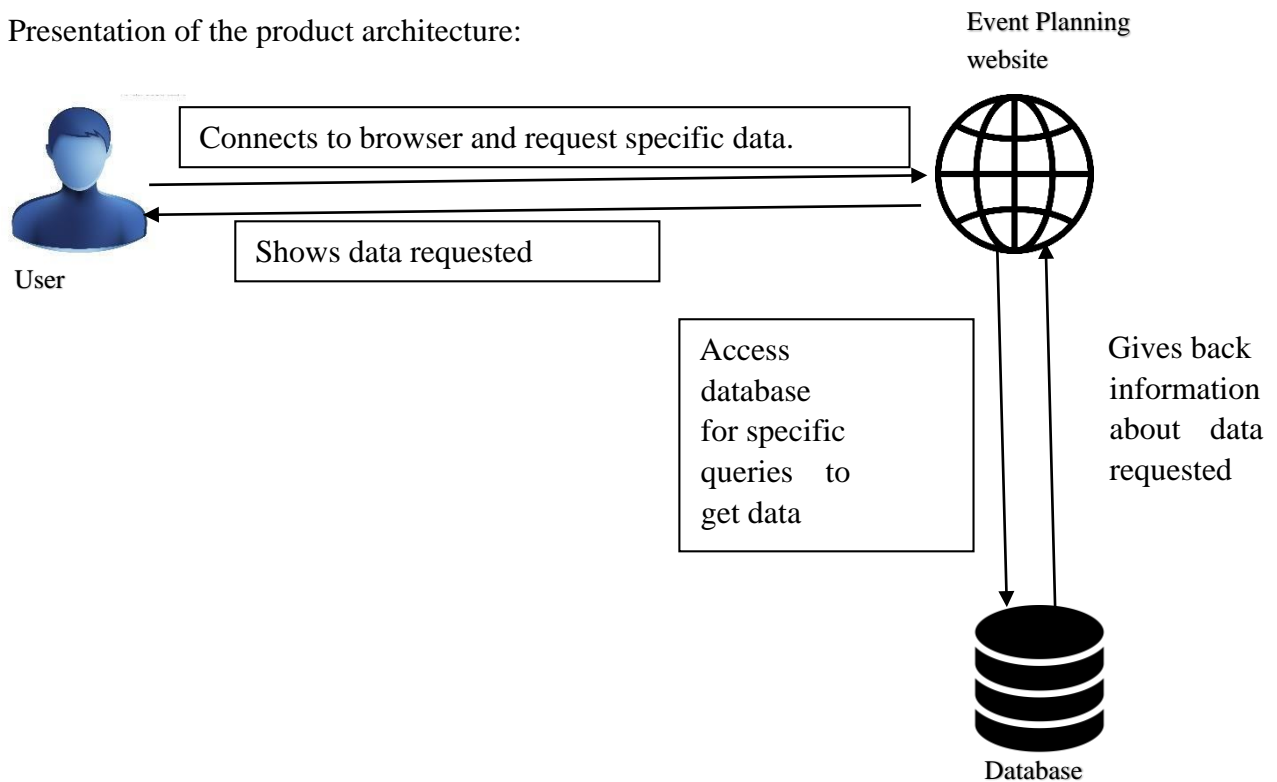 Presentation of the product architecture:
Event Planning
website
Connects to browser and request specific data.
Shows data requested
User
Access
database
for specific
queries to
get data
Gives back
information
about data
requested
Database